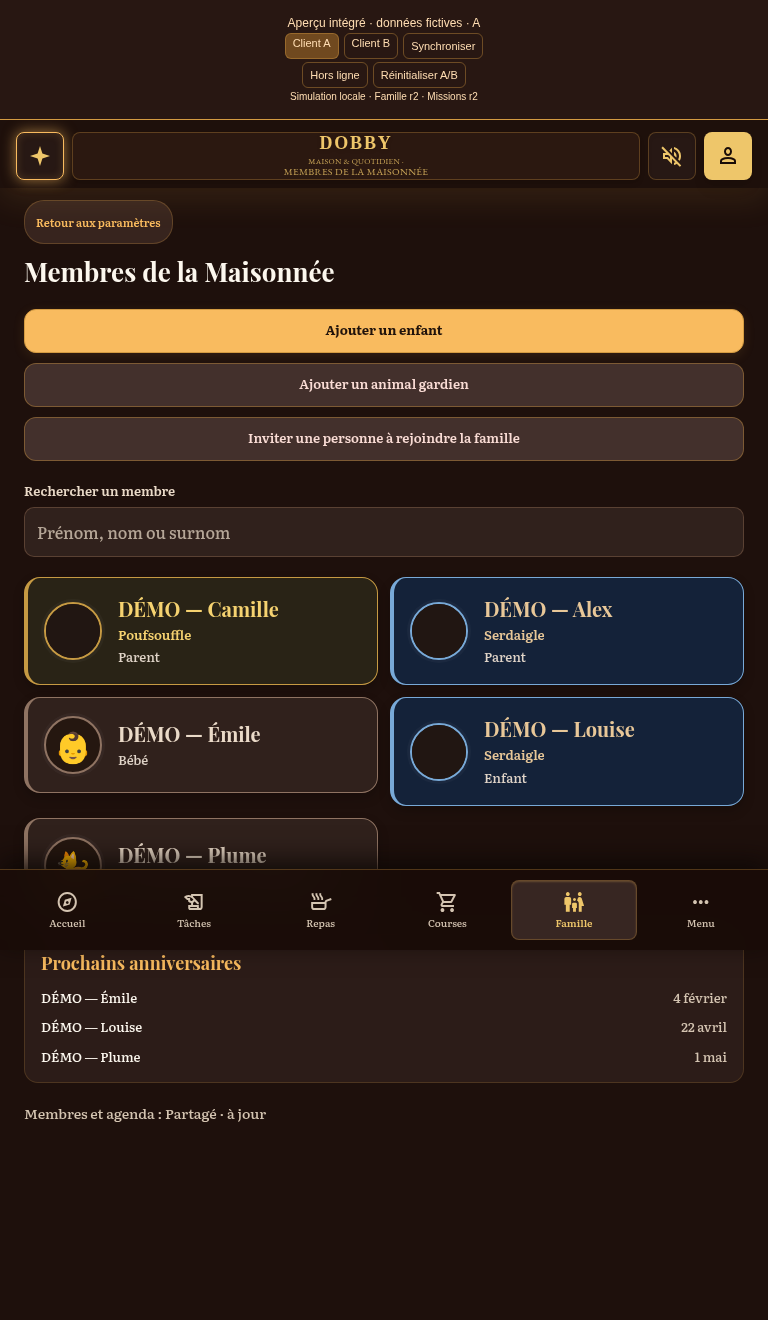 Aperçu intégré · données fictives · A
Client A
Client B
Synchroniser
Hors ligne
Réinitialiser A/B
Simulation locale · Famille r2 · Missions r2
DOBBY
MAISON & QUOTIDIEN ·
MEMBRES DE LA MAISONNÉE
Retour aux paramètres
Membres de la Maisonnée
Ajouter un enfant
Ajouter un animal gardien
Inviter une personne à rejoindre la famille
Rechercher un membre
Prénom, nom ou surnom
DÉMO — Camille
Poufsouffle
Parent
DÉMO — Alex
Serdaigle
Parent
DÉMO — Émile
Bébé
DÉMO — Louise
Serdaigle
Enfant
DÉMO — Plume
Accueil
Tâches
Repas
Courses
Famille
Menu
Prochains anniversaires
DÉMO — Émile
4 février
DÉMO — Louise
22 avril
DÉMO — Plume
1 mai
Membres et agenda : Partagé · à jour